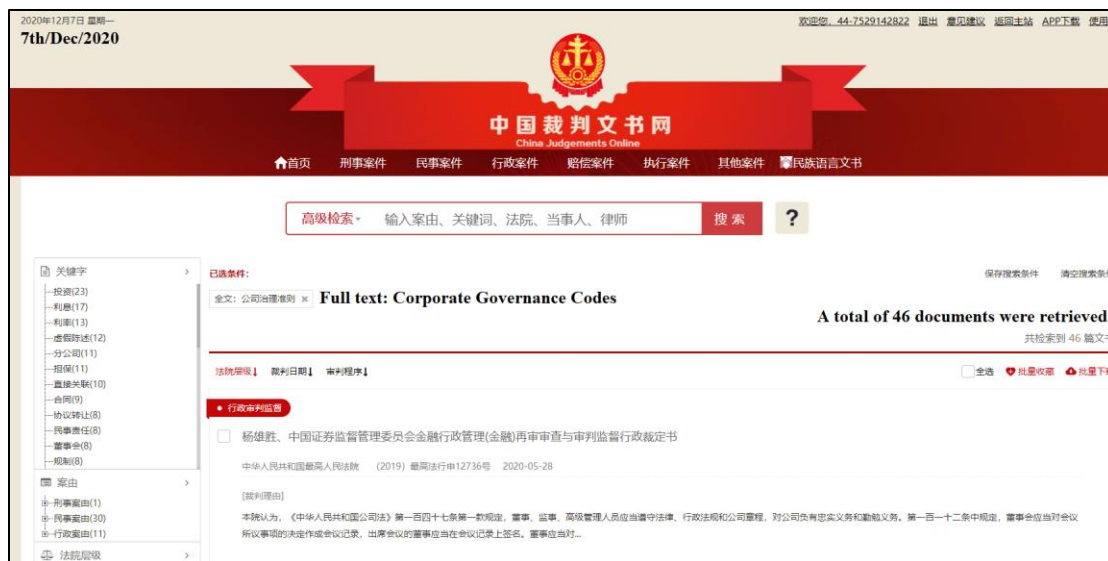 2020年12月7日 星期一
7th/Dec/2020
欢迎您，44-7529142822 退出 意见建议 返回主站 APP下载 使用
中国裁判文书网
China Judgements Online
首页 刑事案件 民事案件 行政案件 赔偿案件 执行案件 其他案件 民族语言文书
高级检索 输入案由、关键词、法院、当事人、律师 搜索 ?
关键字
投资(23)
利息(17)
利率(13)
虚假陈述(12)
分公司(11)
担保(11)
直接关联(10)
合同(9)
协议转让(8)
民事责任(8)
董事会(8)
规制(8)
案由
刑事案由(1)
民事案由(30)
行政案由(11)
法院层级
已选条件：
保存搜索条件 清空搜索条件
全文：公司治理准则 × Full text: Corporate Governance Codes
A total of 46 documents were retrieved
共检索到 46 篇文书
法院层级 裁判日期 审判程序
全选 批量收藏 批量下载
行政审判监督
杨雄胜、中国证券监督管理委员会金融行政管理(金融)再审审查与审判监督行政裁定书
中华人民共和国最高人民法院 （2019）最高法行申12736号 2020-05-28
[裁判理由]
本院认为，《中华人民共和国公司法》第一百四十七条第一款规定，董事、监事、高级管理人员应当遵守法律、行政法规和公司章程，对公司负有忠实义务和勤勉义务。第一百一十二条中规定，董事会应当对会议
所议事项的决定作成会议记录，出席会议的董事应当在会议记录上签名。董事应当对...